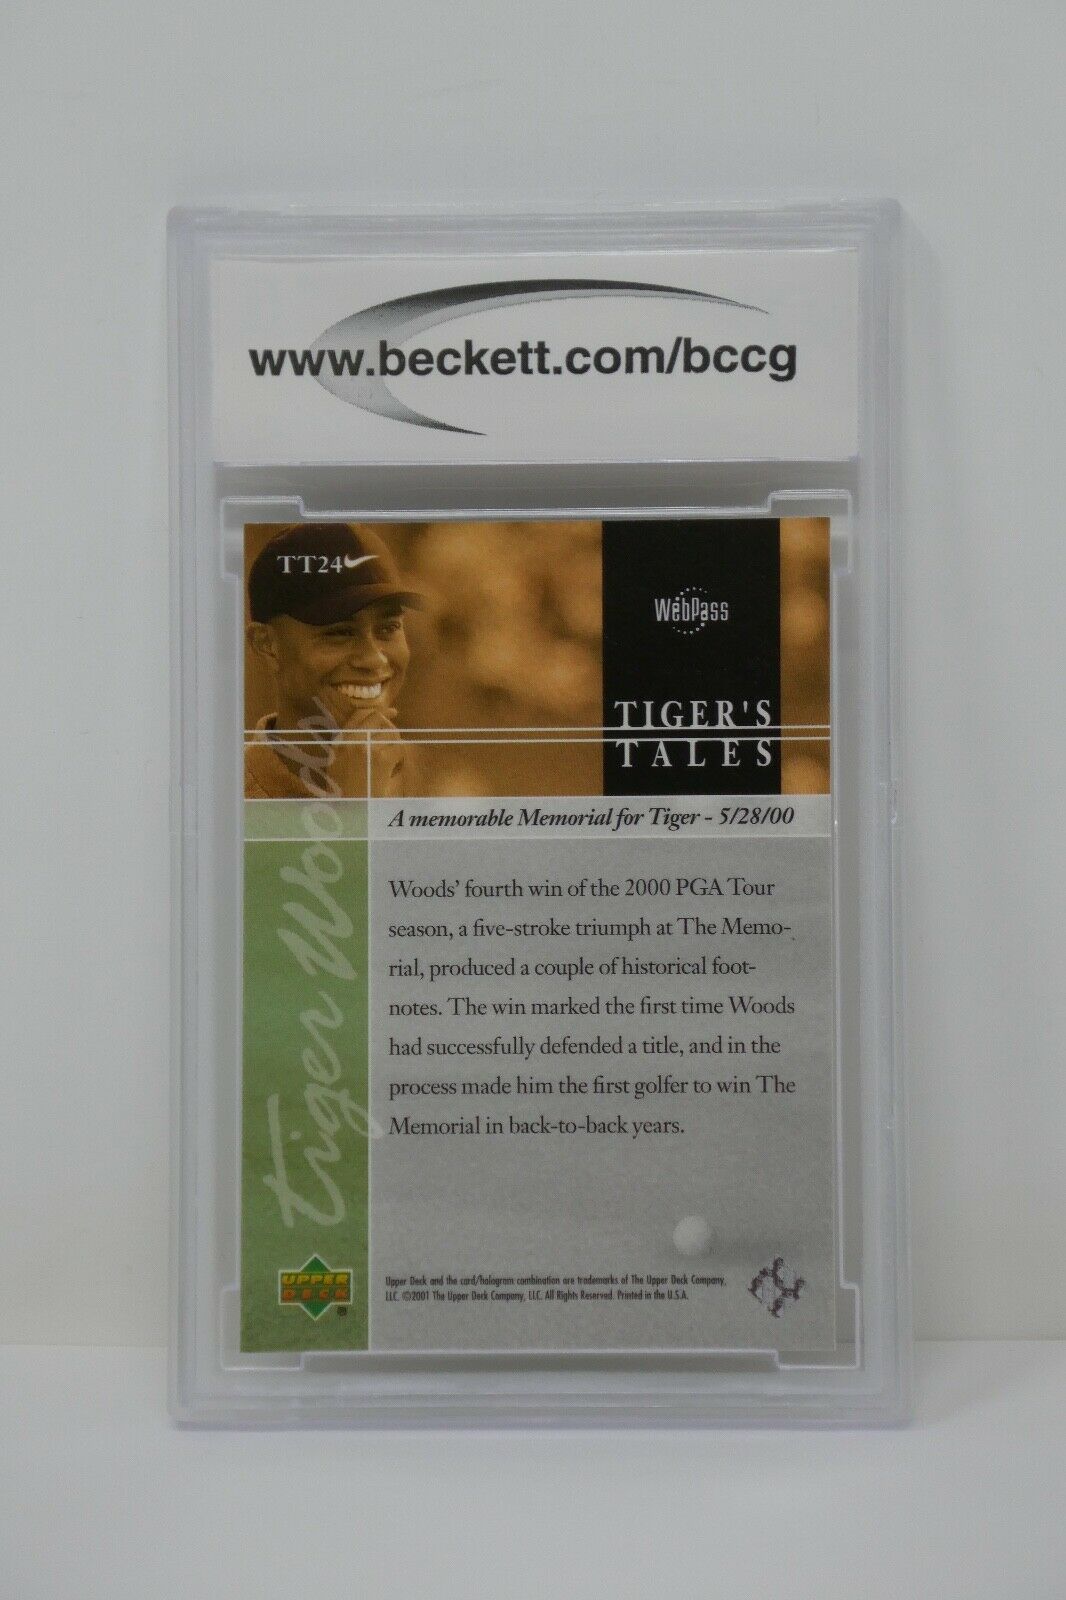 www.beckett.com/bccg
TT24
WebPass
TIGER'S
TALES
Tiger Woods
A memorable Memorial for Tiger - 5/28/00
Woods' fourth win of the 2000 PGA Tour
season, a five-stroke triumph at The Memo-
rial, produced a couple of historical foot-
notes. The win marked the first time Woods
had successfully defended a title, and in the
process made him the first golfer to win The
Memorial in back-to-back years.
UPPER
DECK
®
Upper Deck and the card/hologram combination are trademarks of The Upper Deck Company,
LLC. ©2001 The Upper Deck Company, LLC. All Rights Reserved. Printed in the U.S.A.